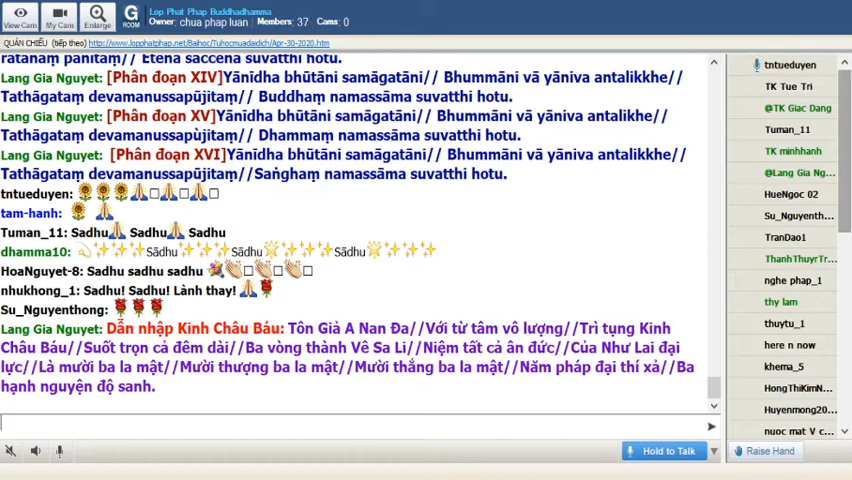 View Cam
My Cams
Enlarge
G ROOM
Lop Phat Phap Buddhadhamma
Owner: chua phap luan Members: 37 Cams: 0
QUÁN CHIẾU (tiếp theo) http://www.lopphatphap.net/Baihoc/Tuhocmuadaidich/Apr-30-2020.htm
ratanaṃ paṇītaṃ// Etena saccena suvatthi hotu.
Lang Gia Nguyet: [Phân đoạn XIV]Yānīdha bhūtāni samāgatāni// Bhummāni vā yāniva antalikkhe//
Tathāgataṃ devamanussapūjitaṃ// Buddhaṃ namassāma suvatthi hotu.
Lang Gia Nguyet: [Phân đoạn XV]Yānīdha bhūtāni samāgatāni// Bhummāni vā yāniva antalikkhe//
Tathāgataṃ devamanussapùjitaṃ// Dhammaṃ namassāma suvatthi hotu.
Lang Gia Nguyet: [Phân đoạn XVI]Yānīdha bhūtāni samāgatāni// Bhummāni vā yāniva antalikkhe//
Tathāgataṃ devamanussapūjitaṃ//Saṅghaṃ namassāma suvatthi hotu.
tntueduyen:
tam-hanh:
Tuman_11: Sadhu Sadhu Sadhu
dhamma10: Sādhu Sādhu Sādhu
HoaNguyet-8: Sadhu sadhu sadhu
nhukhong_1: Sadhu! Sadhu! Lành thay!
Su_Nguyenthong:
Lang Gia Nguyet: Dẫn nhập Kinh Châu Báu: Tôn Giả A Nan Đa//Với từ tâm vô lượng//Trì tụng Kinh
Châu Báu//Suốt trọn cả đêm dài//Ba vòng thành Vê Sa Li//Niệm tất cả ân đức//Của Như Lai đại
lực//Là mười ba la mật//Mười thượng ba la mật//Mười thắng ba la mật//Năm pháp đại thí xả//Ba
hạnh nguyện độ sanh.
Hold to Talk
tntueduyen
TK Tue Tri
@TK Giac Dang
Tuman_11
TK minhhanh
@Lang Gia Ng...
HueNgoc 02
Su_Nguyenth...
TranDao1
ThanhThuyrTr...
nghe phap_1
thy lam
thuytu_1
here n now
khema_5
HongThiKimN...
Huyenmong20...
nuoc mat V c...
Raise Hand